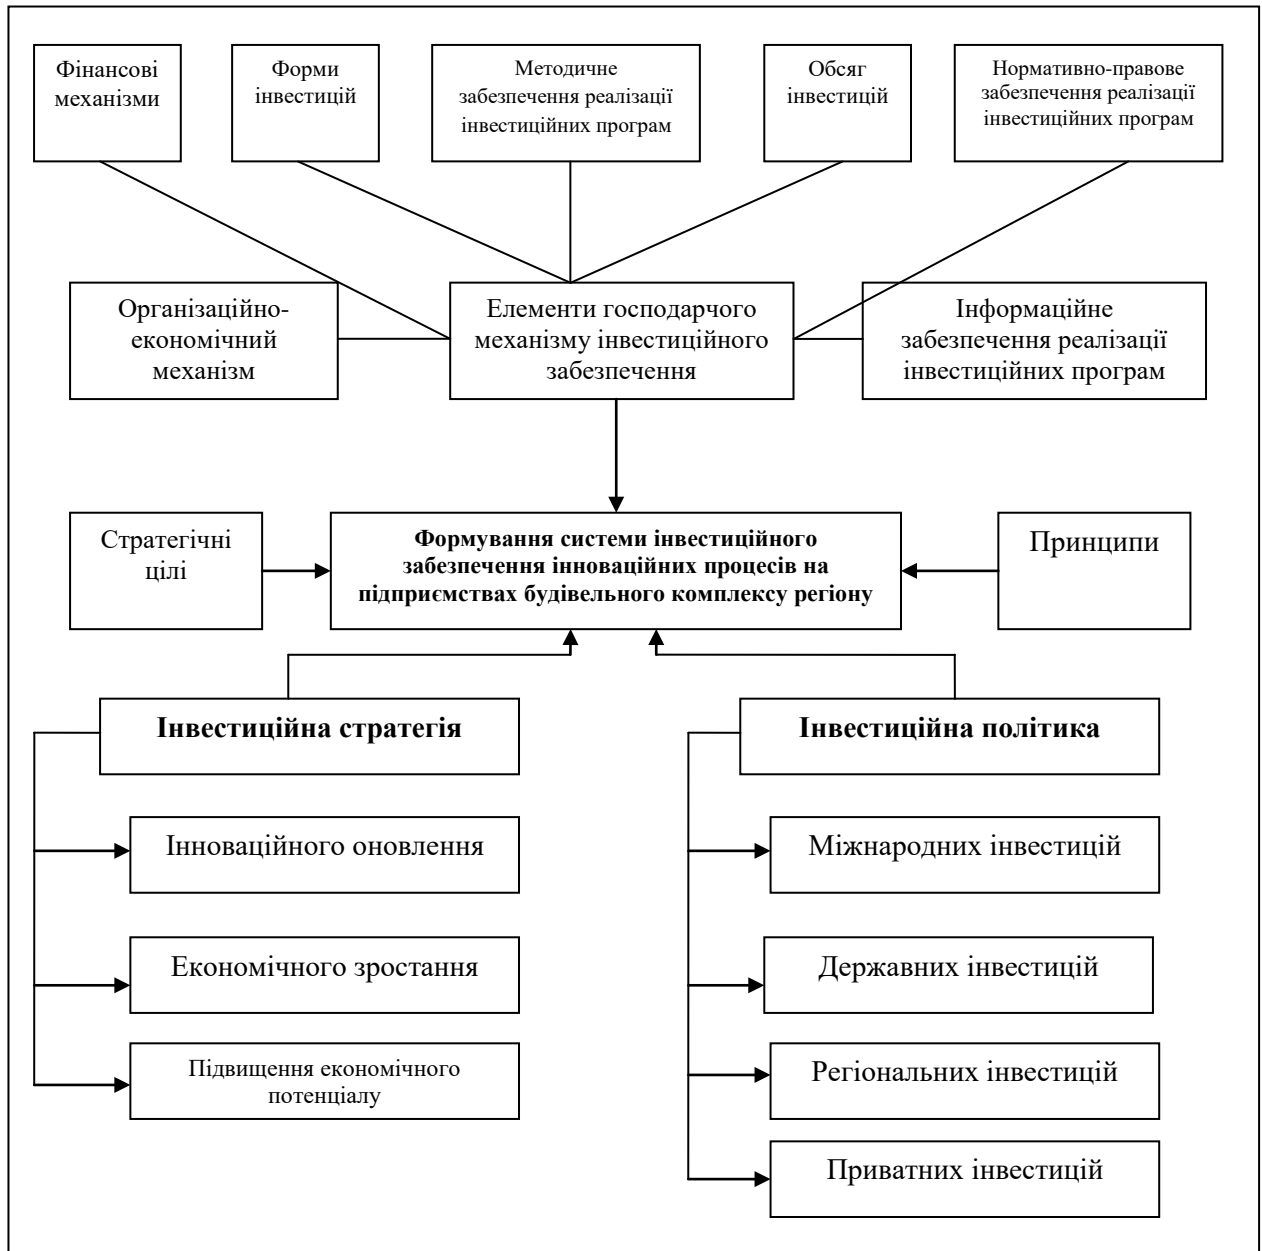 Фінансові
механізми
Форми
інвестицій
Методичне
забезпечення реалізації
інвестиційних програм
Обсяг
інвестицій
Нормативно-правове
забезпечення реалізації
інвестиційних програм
Організаційно-
економічний
механізм
Елементи господарчого
механізму інвестиційного
забезпечення
Інформаційне
забезпечення реалізації
інвестиційних програм
Стратегічні
цілі
Формування системи інвестиційного
забезпечення інноваційних процесів на
підприємствах будівельного комплексу регіону
Принципи
Інвестиційна стратегія
Інноваційного оновлення
Економічного зростання
Підвищення економічного
потенціалу
Інвестиційна політика
Міжнародних інвестицій
Державних інвестицій
Регіональних інвестицій
Приватних інвестицій